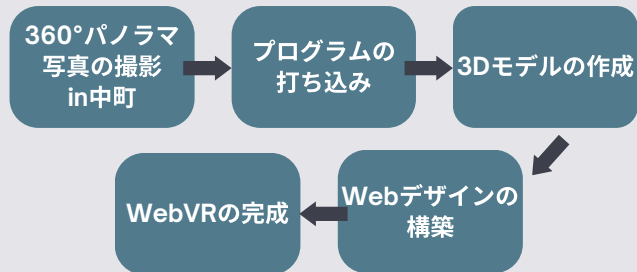 360°パノラマ
写真の撮影
in中町
プログラムの
打ち込み
3Dモデルの作成
Webデザインの
構築
WebVRの完成